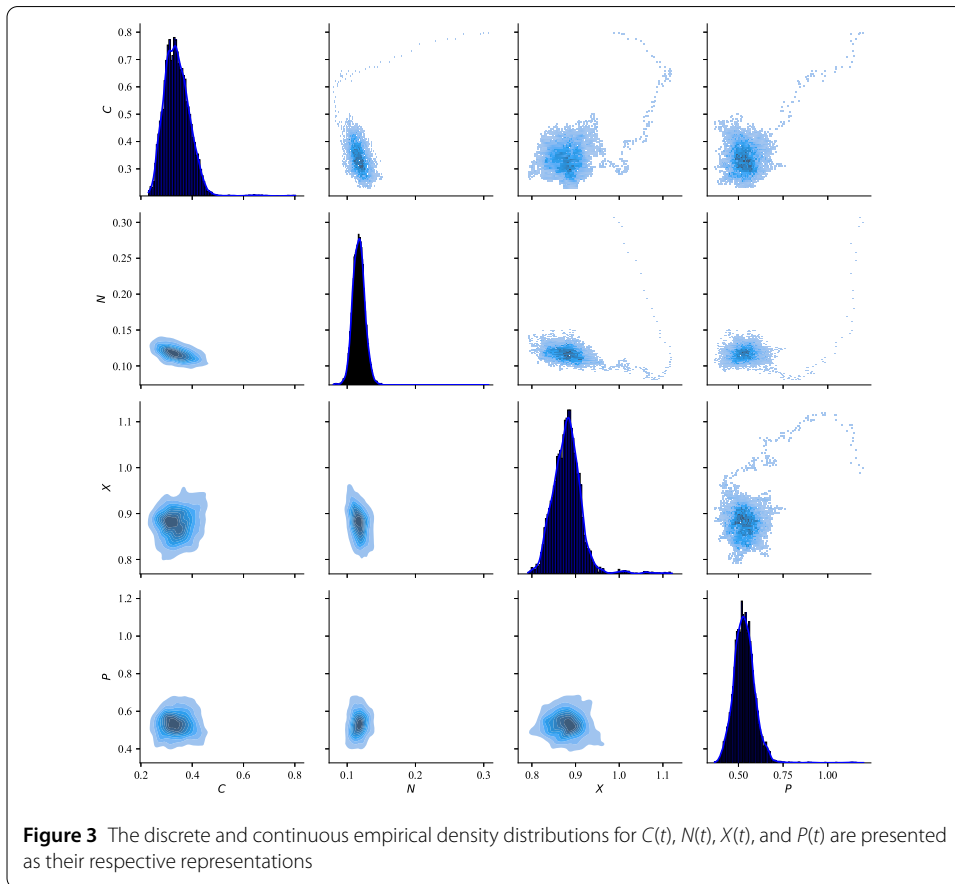 0.8
0.7
0.6
0.5
0.4
0.3
C
0.30
0.25
0.20
0.15
0.10
N
1.1
1.0
0.9
0.8
X
1.2
1.0
0.8
0.6
0.4
P
0.2 0.4 0.6 0.8 0.1 0.2 0.3 0.8 0.9 1.0 1.1 0.50 0.75 1.00
C N X P
Figure 3 The discrete and continuous empirical density distributions for C(t), N(t), X(t), and P(t) are presented
as their respective representations